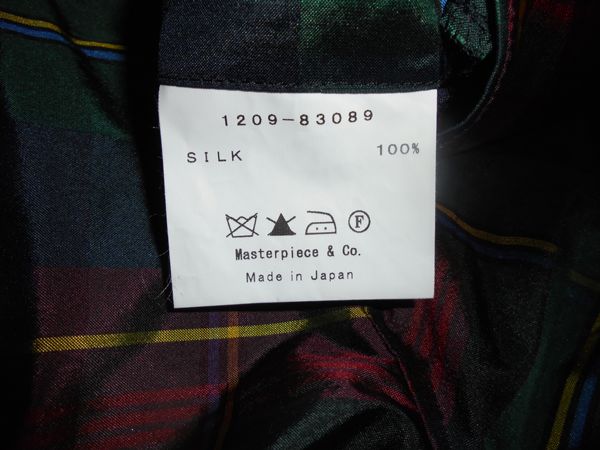 1209-83089
SILK 100%
F
Masterpiece & Co.
Made in Japan